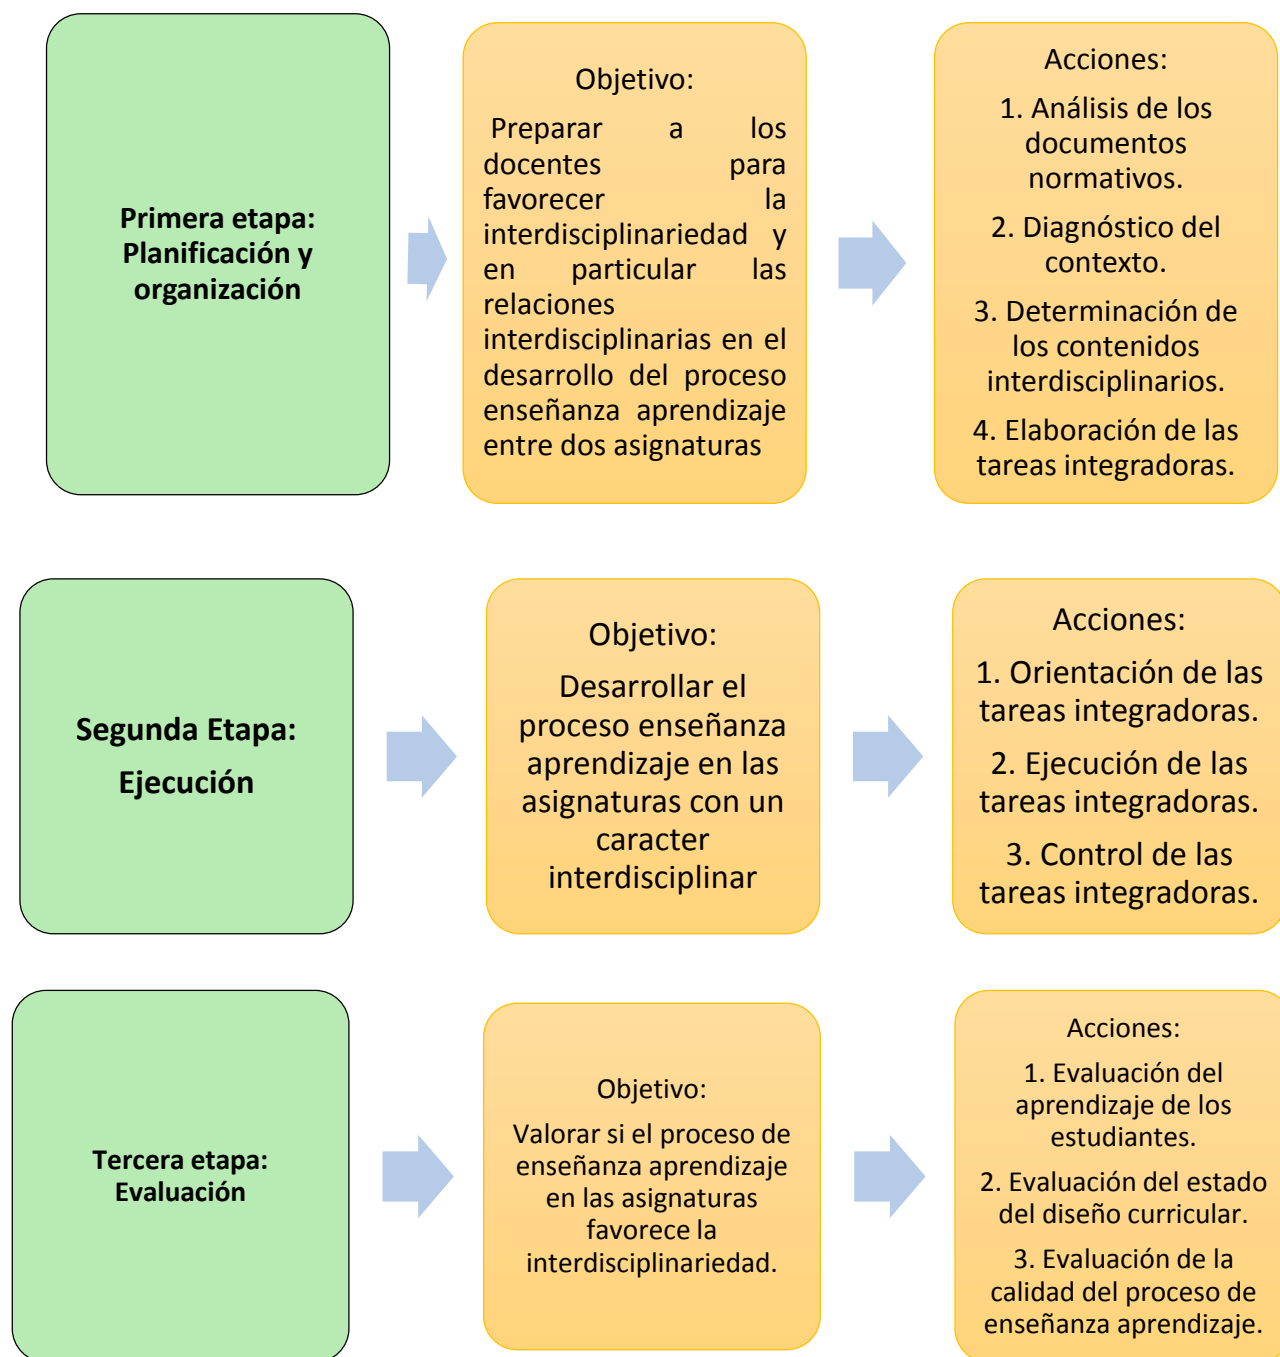 Primera etapa:
Planificación y
organización
Objetivo:
Preparar a los
docentes para
favorecer la
interdisciplinariedad y
en particular las
relaciones
interdisciplinarias en el
desarrollo del proceso
enseñanza aprendizaje
entre dos asignaturas
Acciones:
1. Análisis de los
documentos
normativos.
2. Diagnóstico del
contexto.
3. Determinación de
los contenidos
interdisciplinarios.
4. Elaboración de las
tareas integradoras.
Segunda Etapa:
Ejecución
Objetivo:
Desarrollar el
proceso enseñanza
aprendizaje en las
asignaturas con un
caracter
interdisciplinar
Acciones:
1. Orientación de las
tareas integradoras.
2. Ejecución de las
tareas integradoras.
3. Control de las
tareas integradoras.
Tercera etapa:
Evaluación
Objetivo:
Valorar si el proceso de
enseñanza aprendizaje
en las asignaturas
favorece la
interdisciplinariedad.
Acciones:
1. Evaluación del
aprendizaje de los
estudiantes.
2. Evaluación del estado
del diseño curricular.
3. Evaluación de la
calidad del proceso de
enseñanza aprendizaje.